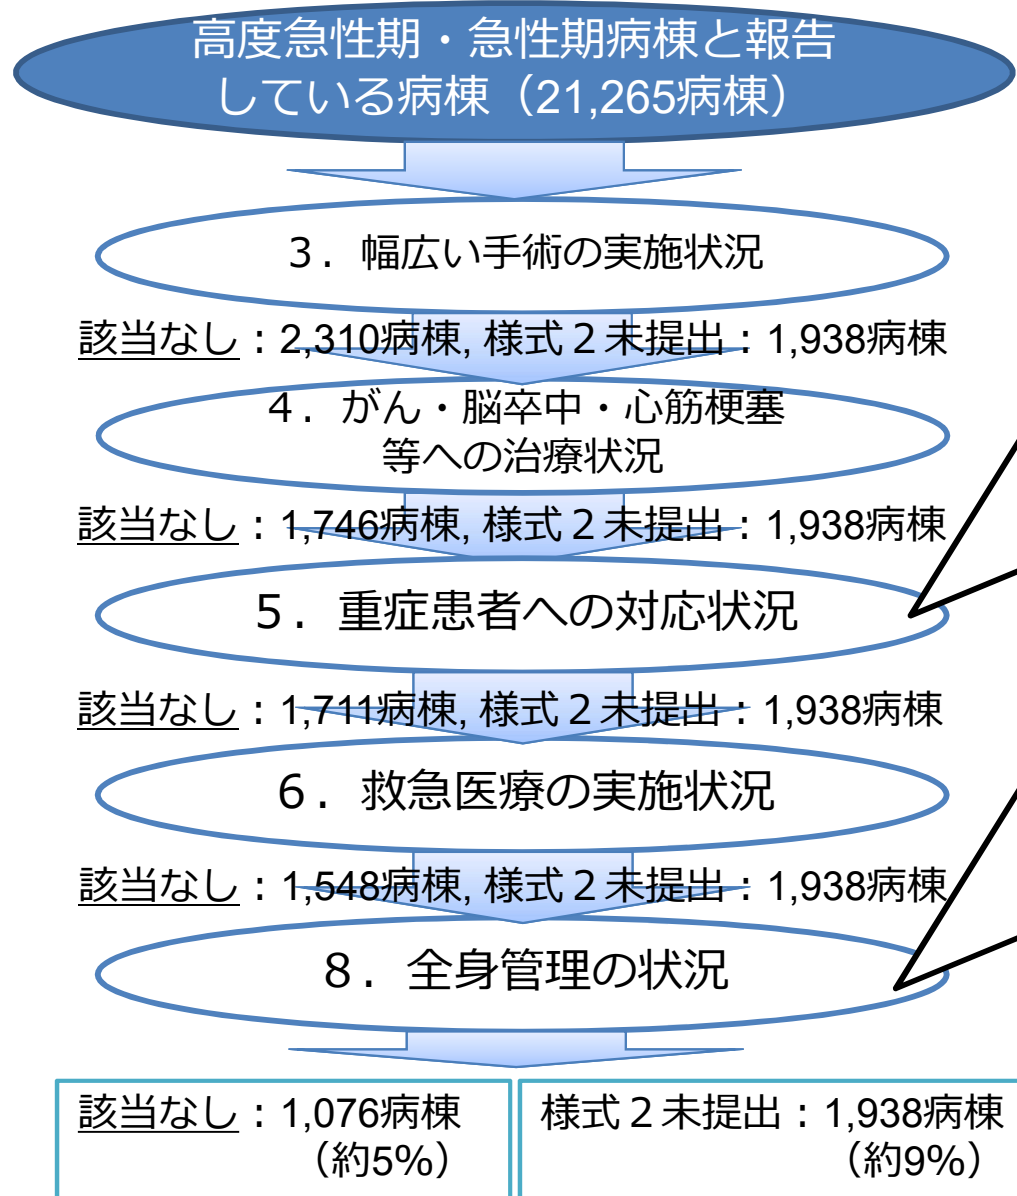 高度急性期・急性期病棟と報告
している病棟（21,265病棟）
３．幅広い手術の実施状況
該当なし：2,310病棟, 様式２未提出：1,938病棟
４．がん・脳卒中・心筋梗塞
等への治療状況
該当なし：1,746病棟, 様式２未提出：1,938病棟
５．重症患者への対応状況
該当なし：1,711病棟, 様式２未提出：1,938病棟
６．救急医療の実施状況
該当なし：1,548病棟, 様式２未提出：1,938病棟
８．全身管理の状況
該当なし：1,076病棟
（約5%）
様式２未提出：1,938病棟
（約9%）